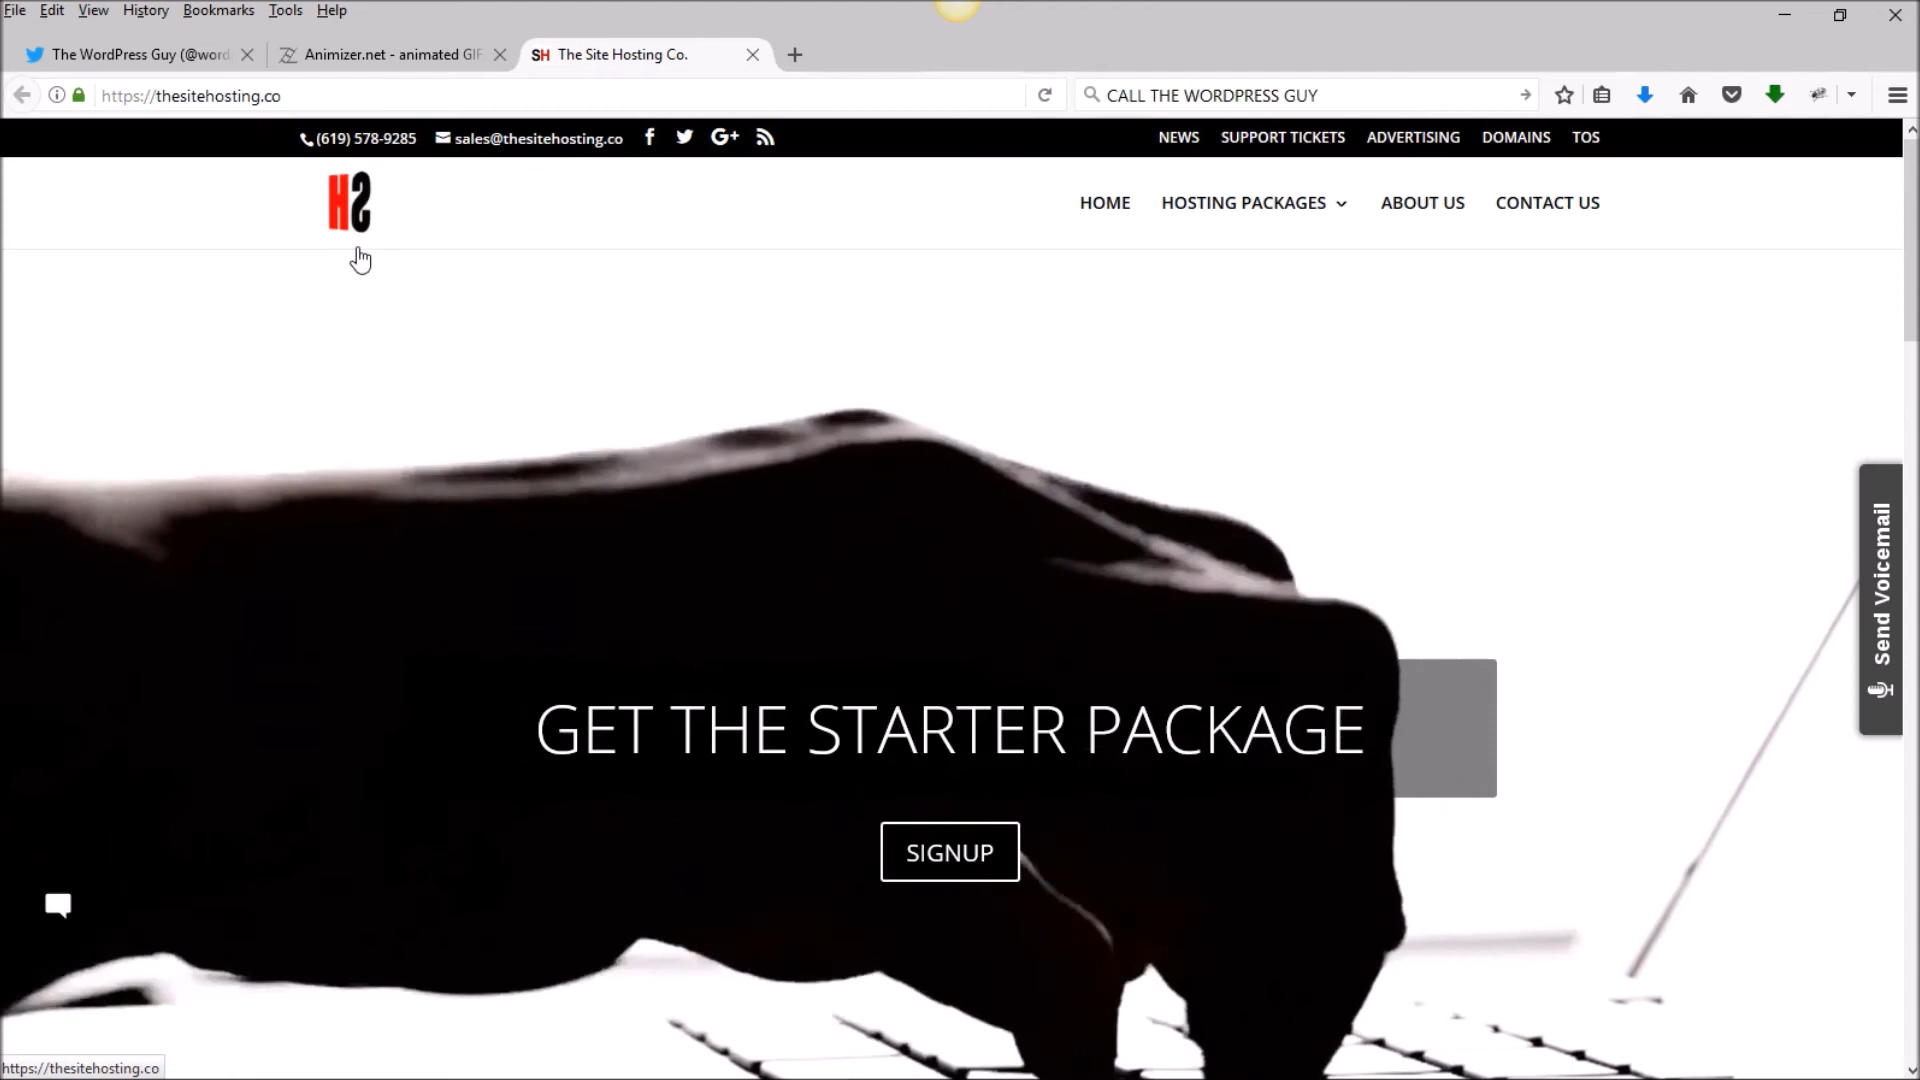 File Edit View History Bookmarks Tools Help
The WordPress Guy (@word Animizer.net - animated GIF SH The Site Hosting Co.
https://thesitehosting.co CALL THE WORDPRESS GUY
(619) 578-9285 sales@thesitehosting.co G+ NEWS SUPPORT TICKETS ADVERTISING DOMAINS TOS
HS HOME HOSTING PACKAGES ABOUT US CONTACT US
Send Voicemail
GET THE STARTER PACKAGE
SIGNUP
https://thesitehosting.co